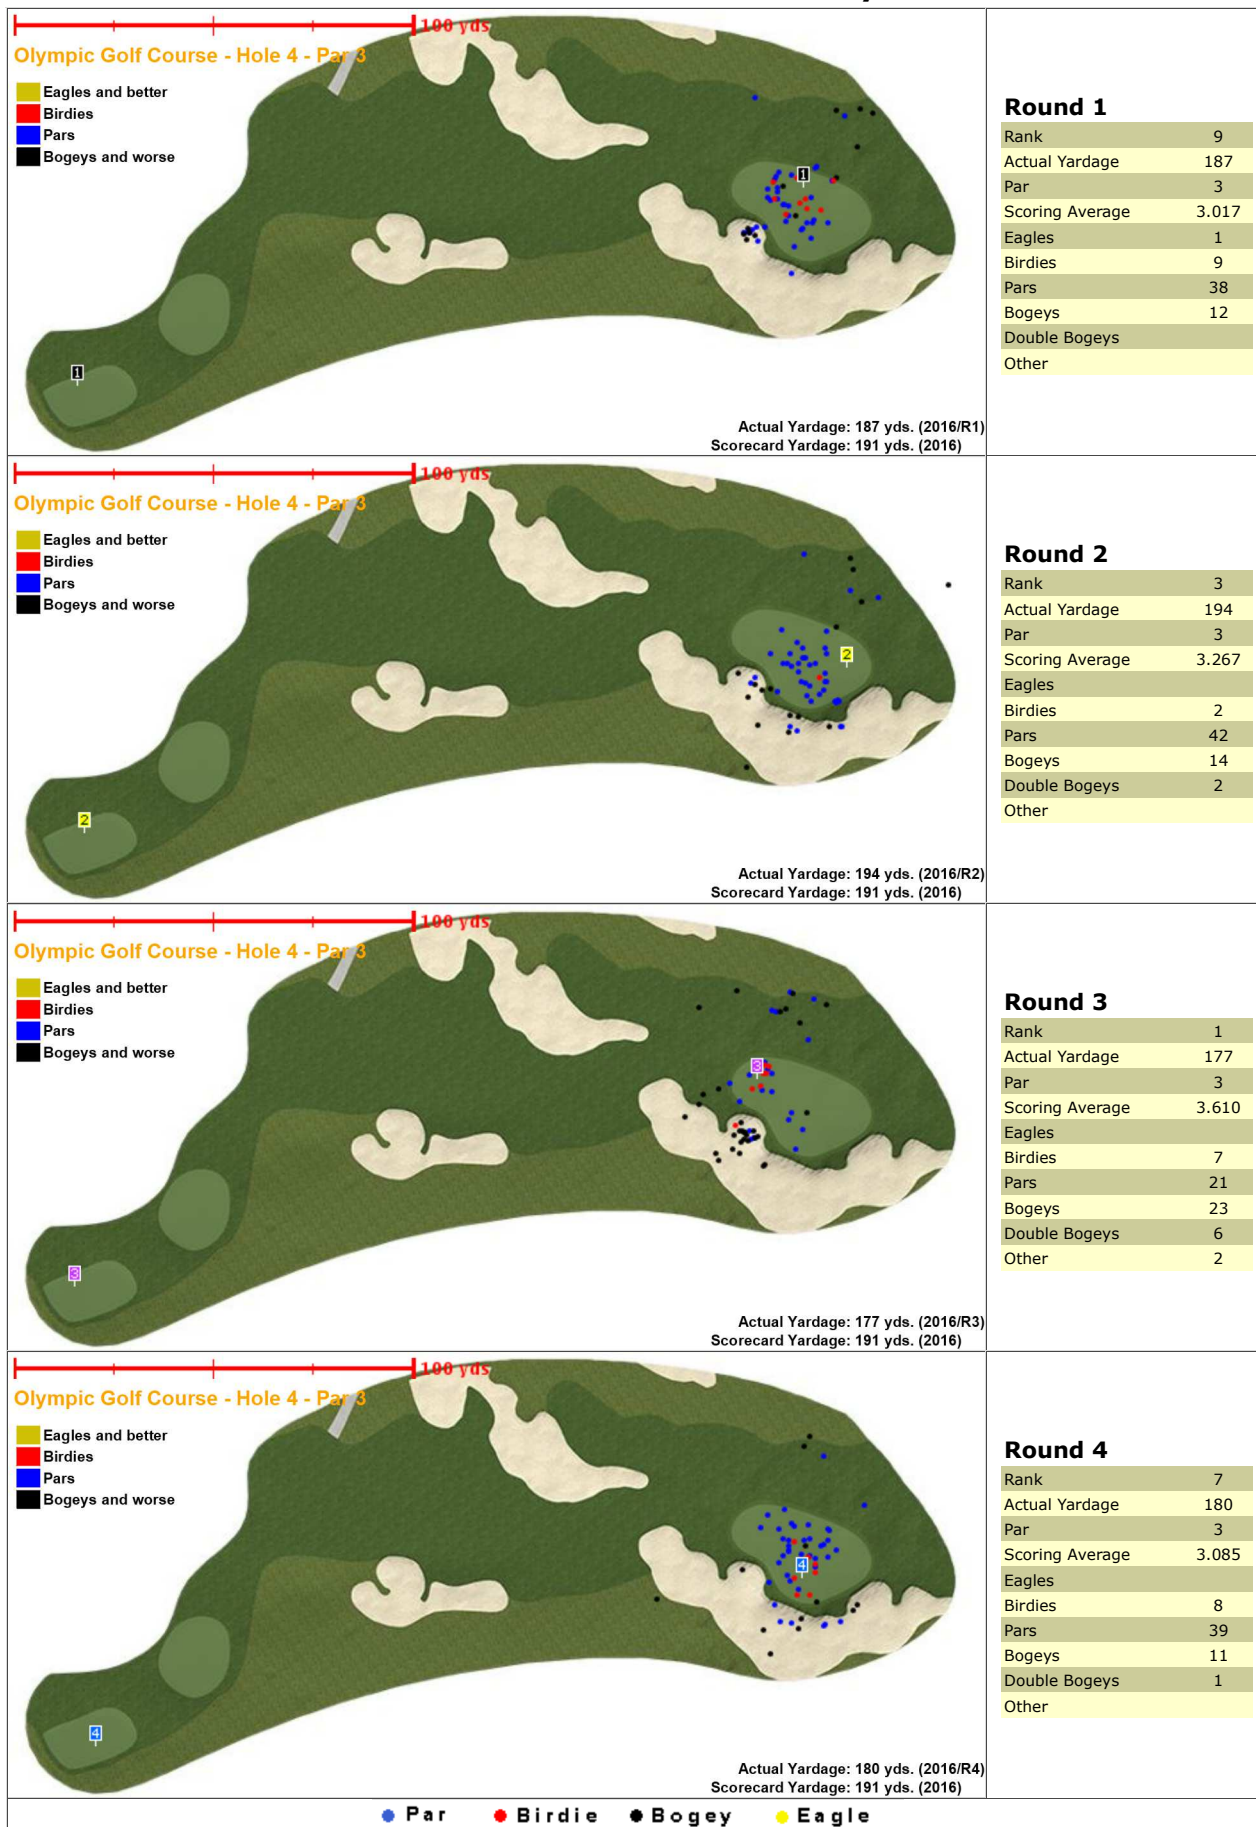 100 yds
Olympic Golf Course - Hole 4 - Par 3
Eagles and better
Birdies
Pars
Bogeys and worse
1
1
Actual Yardage: 187 yds. (2016/R1)
Scorecard Yardage: 191 yds. (2016)
Round 1
Rank 9
Actual Yardage 187
Par 3
Scoring Average 3.017
Eagles 1
Birdies 9
Pars 38
Bogeys 12
Double Bogeys
Other
100 yds
Olympic Golf Course - Hole 4 - Par 3
Eagles and better
Birdies
Pars
Bogeys and worse
2
2
Actual Yardage: 194 yds. (2016/R2)
Scorecard Yardage: 191 yds. (2016)
Round 2
Rank 3
Actual Yardage 194
Par 3
Scoring Average 3.267
Eagles
Birdies 2
Pars 42
Bogeys 14
Double Bogeys 2
Other
100 yds
Olympic Golf Course - Hole 4 - Par 3
Eagles and better
Birdies
Pars
Bogeys and worse
3
3
Actual Yardage: 177 yds. (2016/R3)
Scorecard Yardage: 191 yds. (2016)
Round 3
Rank 1
Actual Yardage 177
Par 3
Scoring Average 3.610
Eagles
Birdies 7
Pars 21
Bogeys 23
Double Bogeys 6
Other 2
100 yds
Olympic Golf Course - Hole 4 - Par 3
Eagles and better
Birdies
Pars
Bogeys and worse
4
4
Actual Yardage: 180 yds. (2016/R4)
Scorecard Yardage: 191 yds. (2016)
Round 4
Rank 7
Actual Yardage 180
Par 3
Scoring Average 3.085
Eagles
Birdies 8
Pars 39
Bogeys 11
Double Bogeys 1
Other
Par Birdie Bogey Eagle